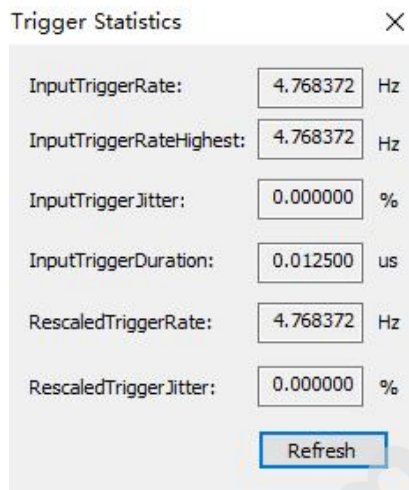 Trigger Statistics
InputTriggerRate: 4.768372 Hz
InputTriggerRateHighest: 4.768372 Hz
InputTriggerJitter: 0.000000 %
InputTriggerDuration: 0.012500 us
RescaledTriggerRate: 4.768372 Hz
RescaledTriggerJitter: 0.000000 %
Refresh